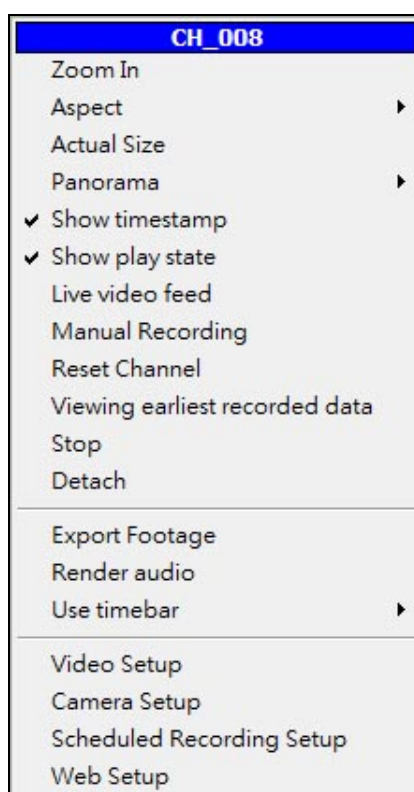 CH_008
Zoom In
Aspect
Actual Size
Panorama
Show timestamp
Show play state
Live video feed
Manual Recording
Reset Channel
Viewing earliest recorded data
Stop
Detach
Export Footage
Render audio
Use timebar
Video Setup
Camera Setup
Scheduled Recording Setup
Web Setup